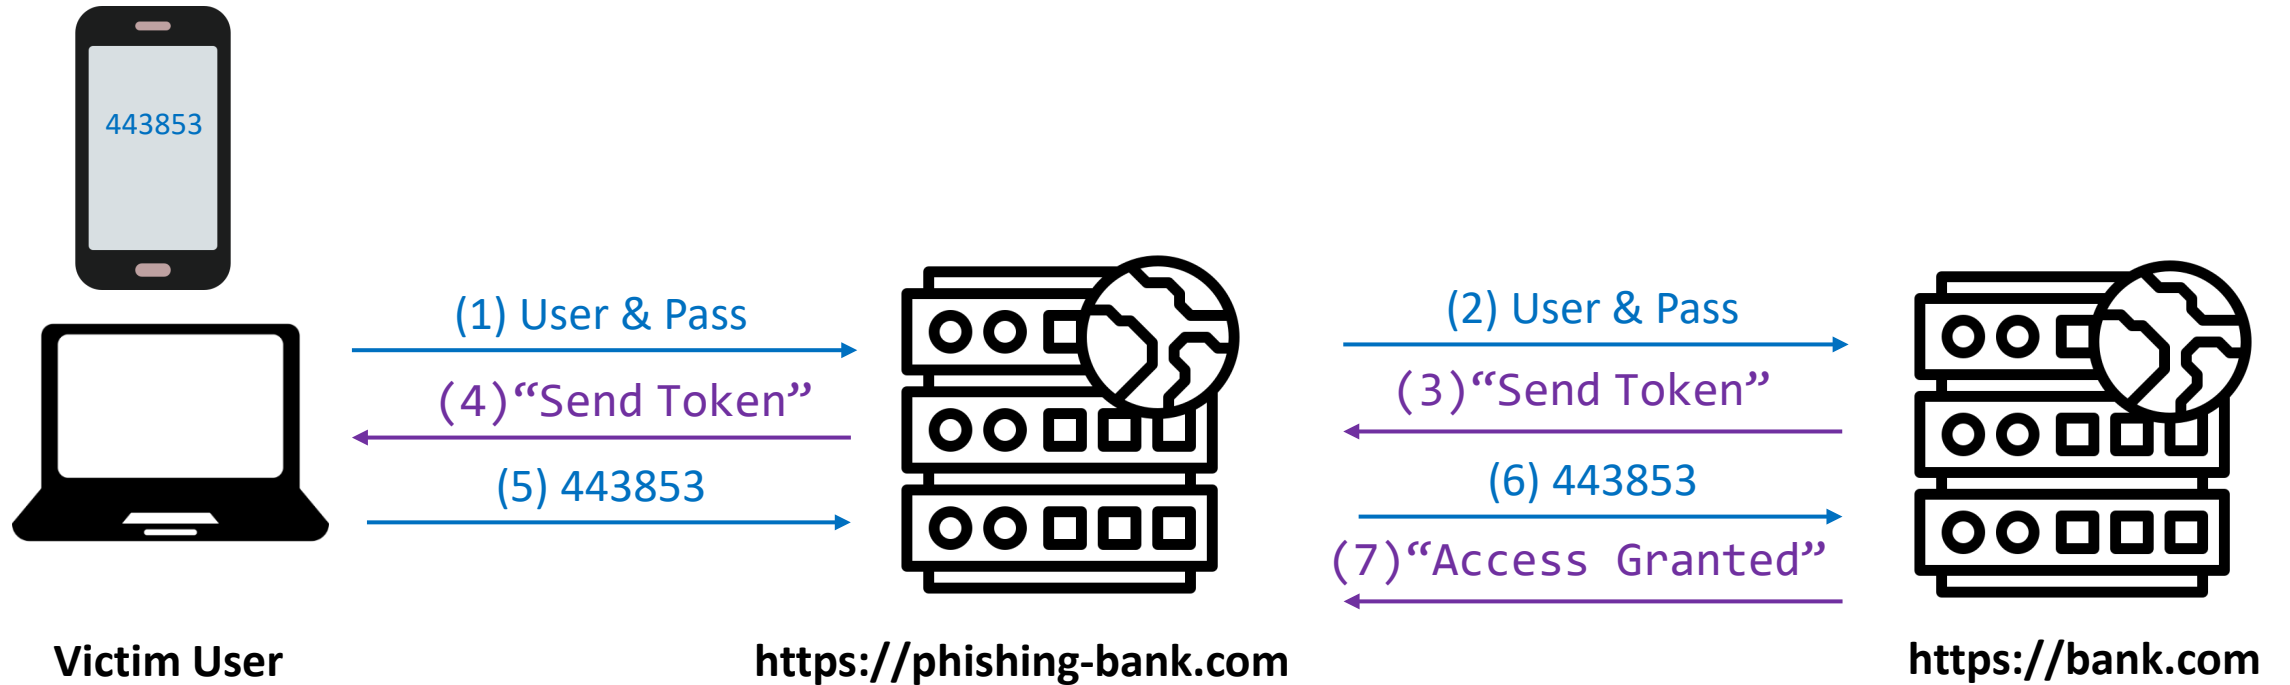 443853
(1) User & Pass
(4)“Send Token”
(5) 443853
(2) User & Pass
(3)“Send Token”
(6) 443853
(7)“Access Granted”
Victim User
https://phishing-bank.com
https://bank.com